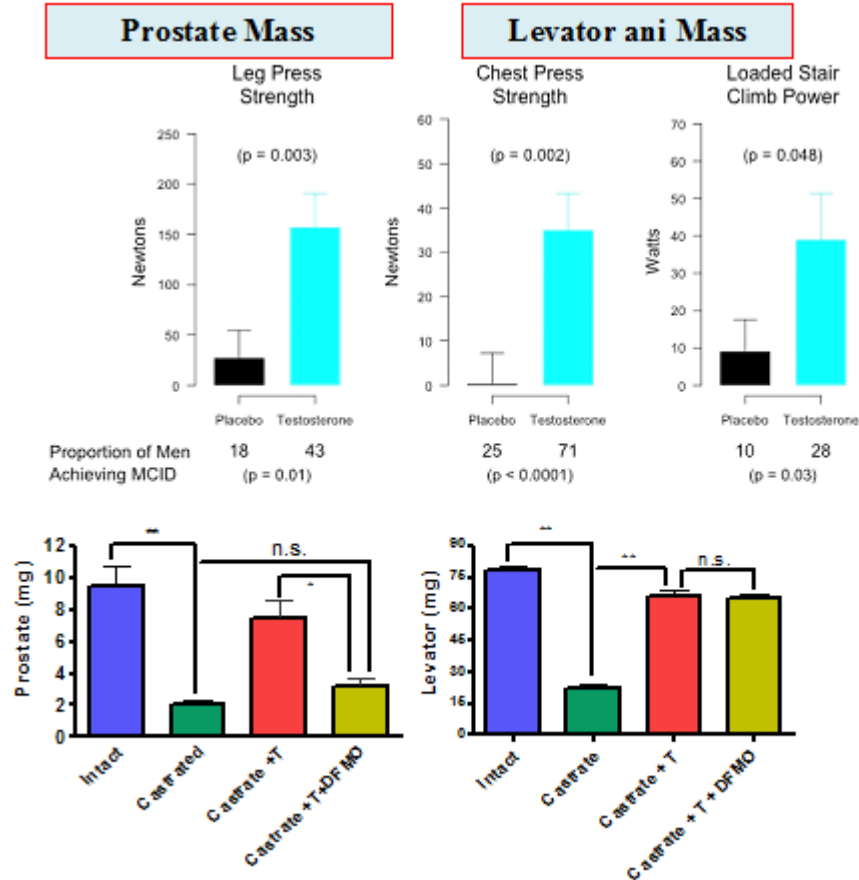 Prostate Mass
Levator ani Mass
Leg Press
Strength
Chest Press
Strength
Loaded Stair
Climb Power
250
200
150
100
50
0
Newtons
(p = 0.003)
Placebo
Testosterone
60
50
40
30
20
10
0
Newtons
(p = 0.002)
Placebo
Testosterone
70
60
50
40
30
20
10
0
Watts
(p = 0.048)
Placebo
Testosterone
Proportion of Men 18 43 25 71 10 28
Achieving MCID (p = 0.01) (p < 0.0001) (p = 0.03)
12
10
8
6
4
2
0
Prostate (mg)
**
n.s.
*
Intact
Castrated
Castrate +T
Castrate +T+DFMO
90
75
60
45
30
15
0
Levator (mg)
**
**
n.s.
Intact
Castrate
Castrate + T
Castrate + T + DFMO